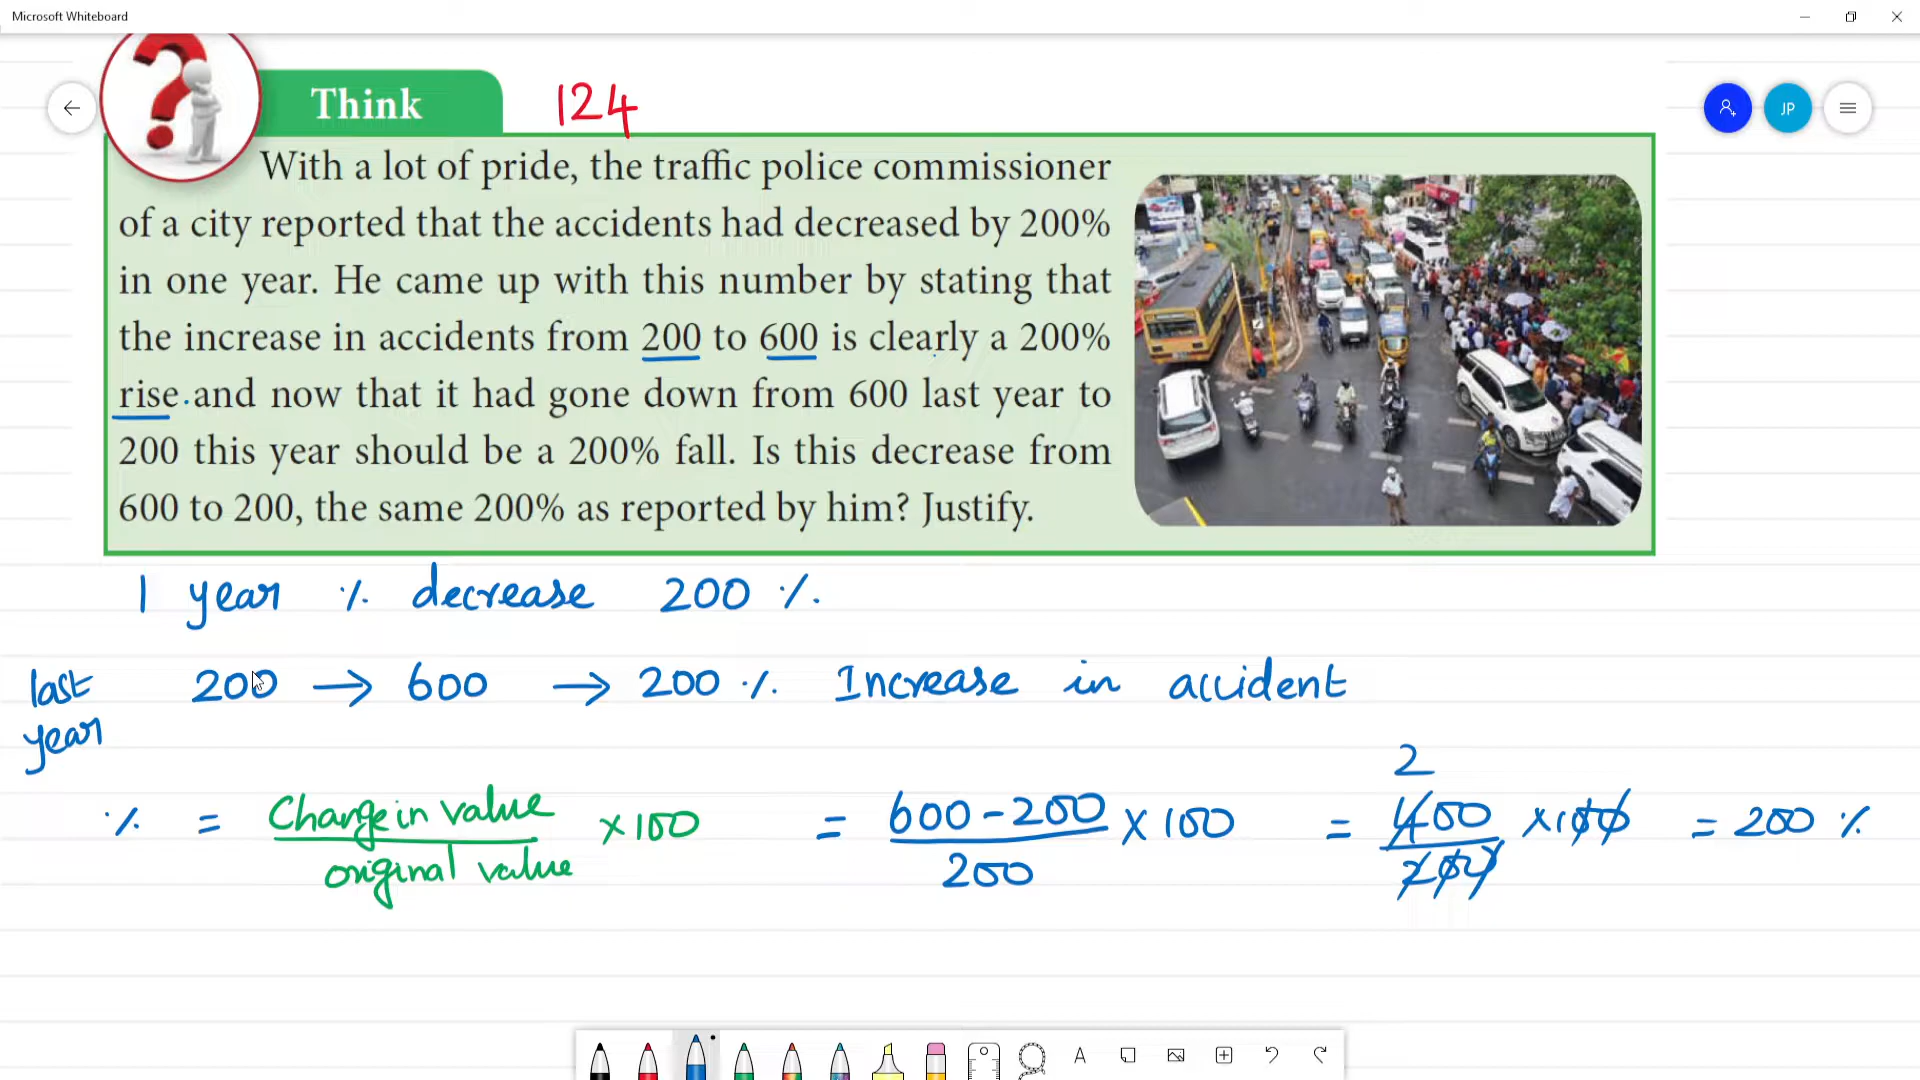 Microsoft Whiteboard
Think 124
JP
With a lot of pride, the traffic police commissioner
of a city reported that the accidents had decreased by 200%
in one year. He came up with this number by stating that
the increase in accidents from 200 to 600 is clearly a 200%
rise and now that it had gone down from 600 last year to
200 this year should be a 200% fall. Is this decrease from
600 to 200, the same 200% as reported by him? Justify.
1 year % decrease 200 %
last year 200 → 600 → 200 % Increase in accident
2
% = Change in value / original value × 100 = 600 - 200 / 200 × 100 = 400 / 200 × 100 = 200 %
A